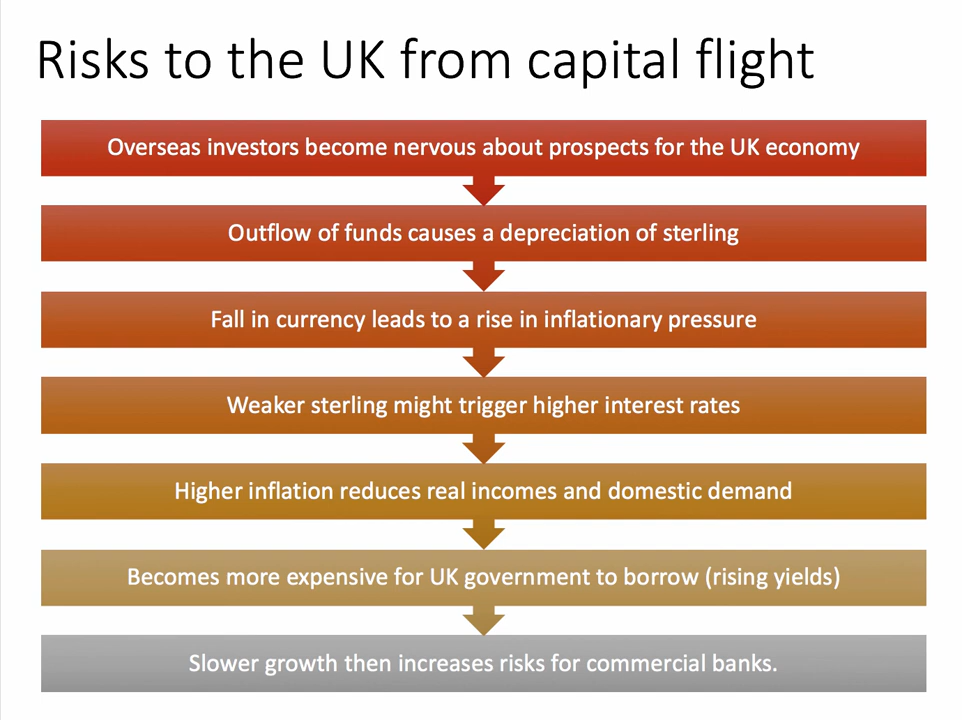 Risks to the UK from capital flight
Overseas investors become nervous about prospects for the UK economy
Outflow of funds causes a depreciation of sterling
Fall in currency leads to a rise in inflationary pressure
Weaker sterling might trigger higher interest rates
Higher inflation reduces real incomes and domestic demand
Becomes more expensive for UK government to borrow (rising yields)
Slower growth then increases risks for commercial banks.